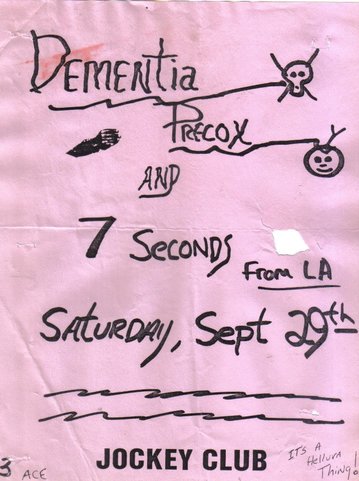 DEMENTIA
PRECOX
AND
7 SECONDS
From LA
SATURDAY, Sept 29th
JOCKEY CLUB
ITS A
Helluva
Thing!
3 ACE